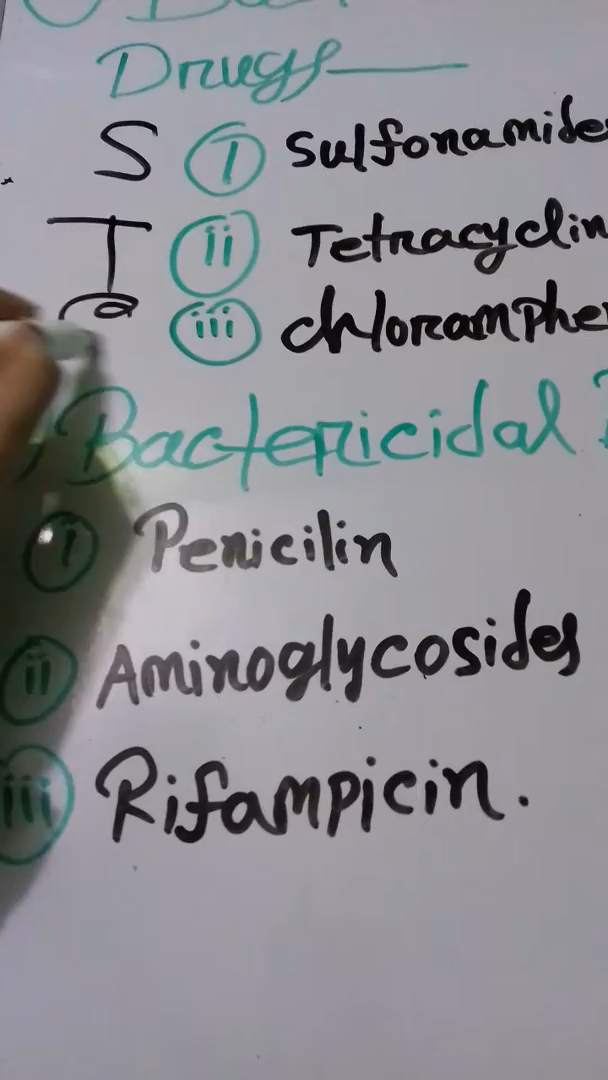 Drugs
S i Sulfonamide
T ii Tetracyclin
iii chloramphe
Bactericidal
i Penicilin
ii Aminoglycosides
iii Rifampicin.